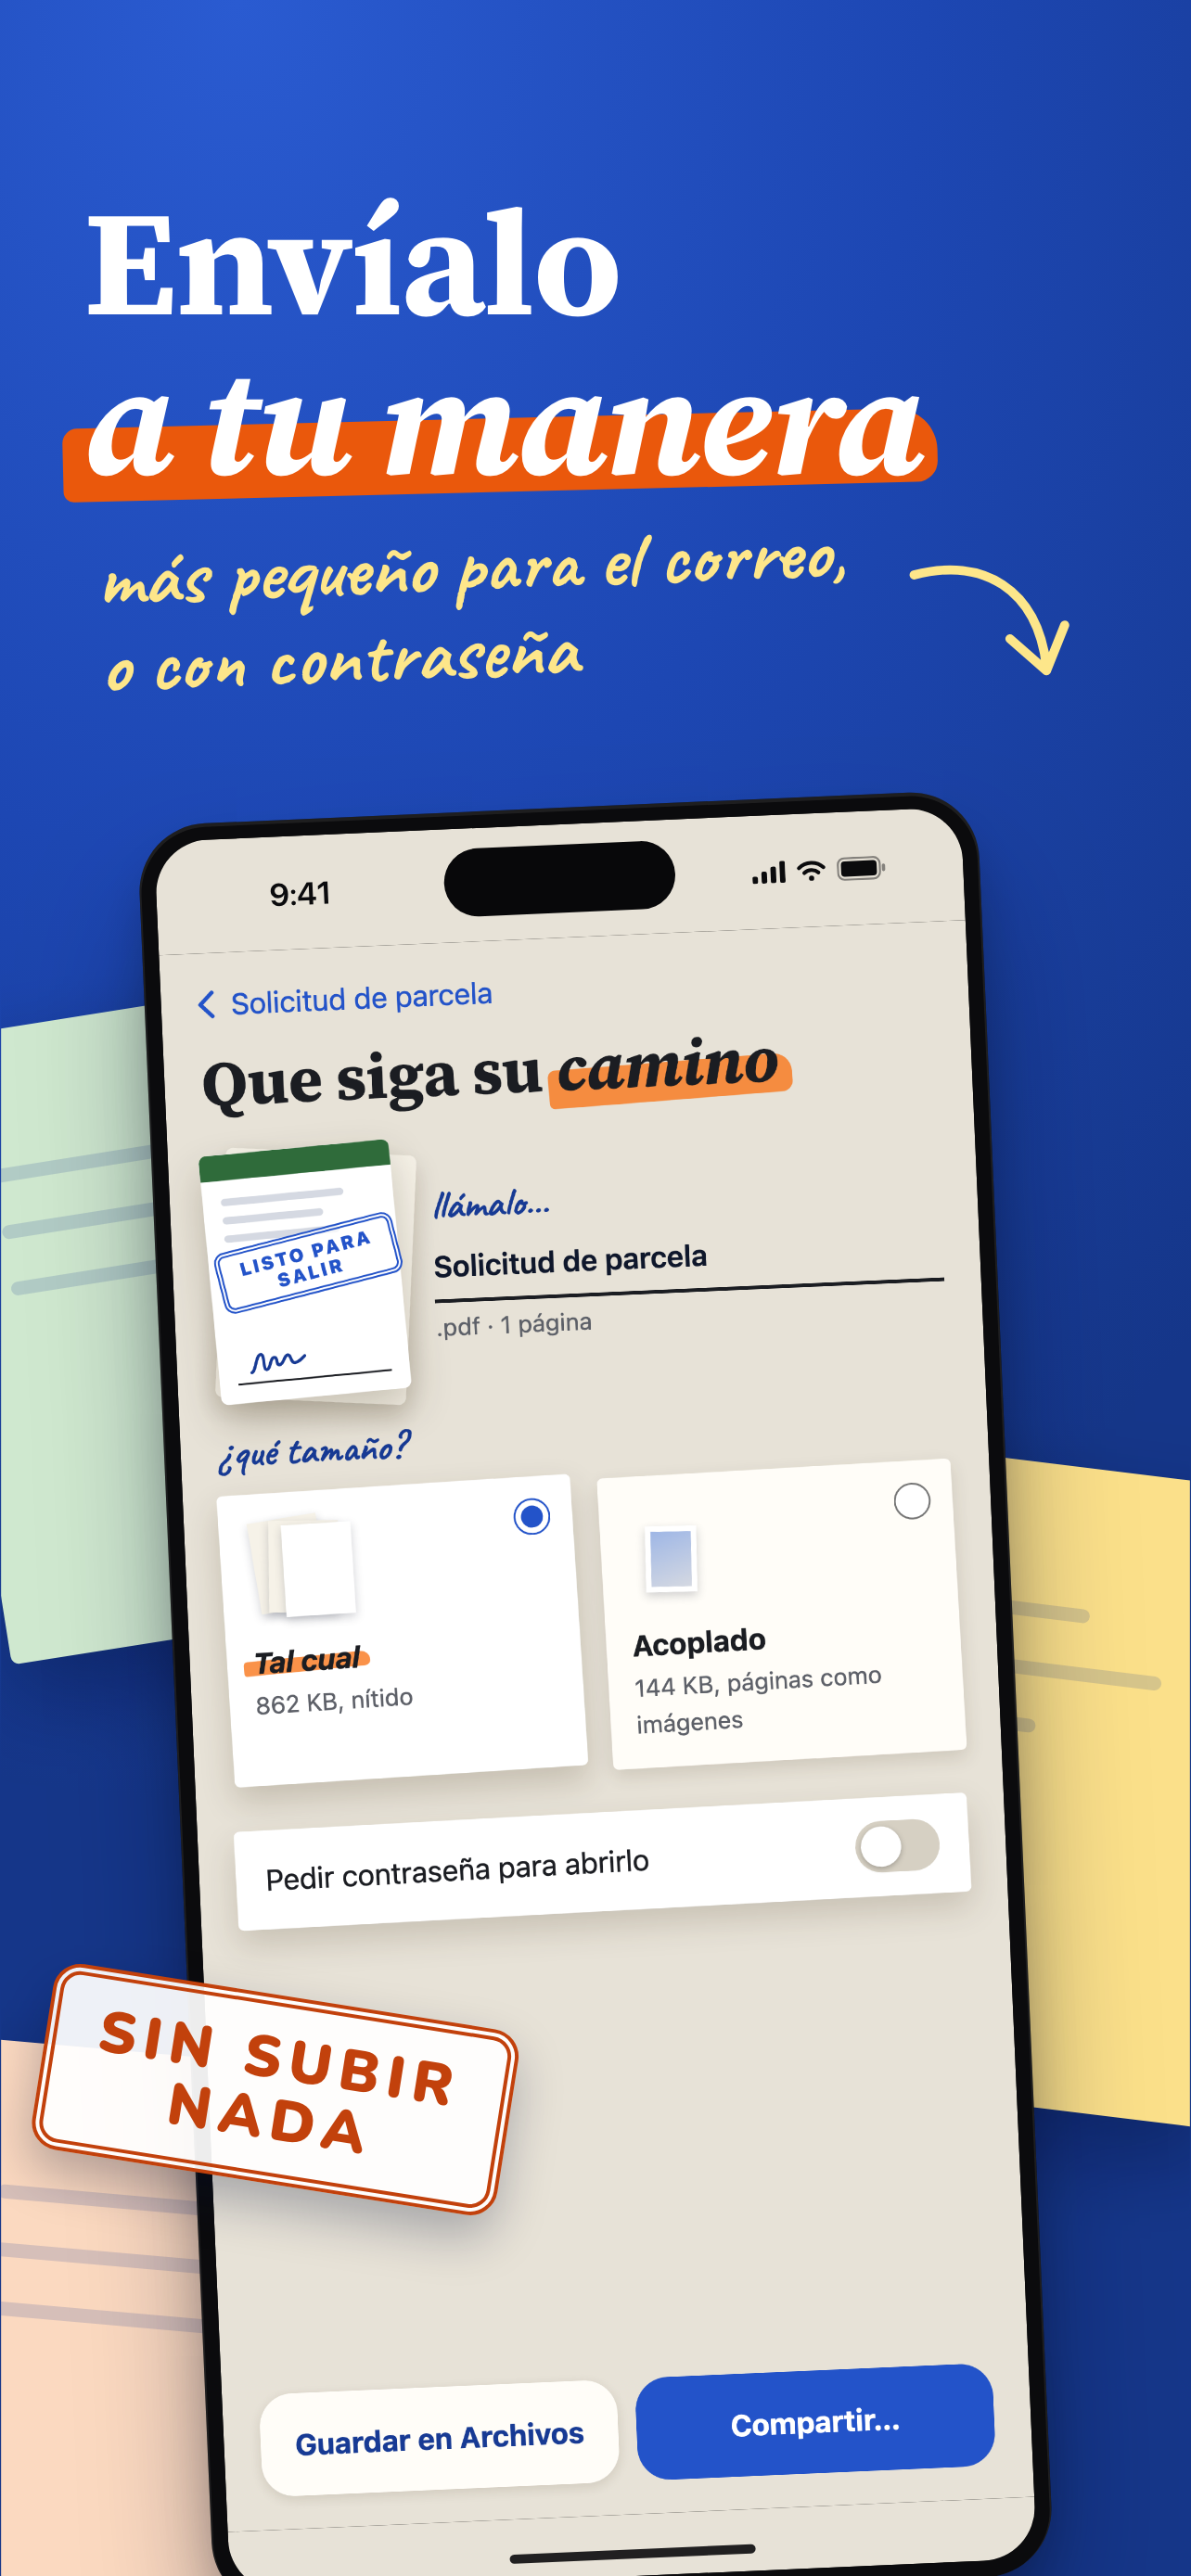 Envíalo
a tu manera
más pequeño para el correo,
o con contraseña
9:41
Solicitud de parcela
Que siga su camino
LISTO PARA
SALIR
llámalo...
Solicitud de parcela
.pdf · 1 página
¿qué tamaño?
Tal cual
862 KB, nítido
Acoplado
144 KB, páginas como
imágenes
Pedir contraseña para abrirlo
SIN SUBIR
NADA
Guardar en Archivos
Compartir...